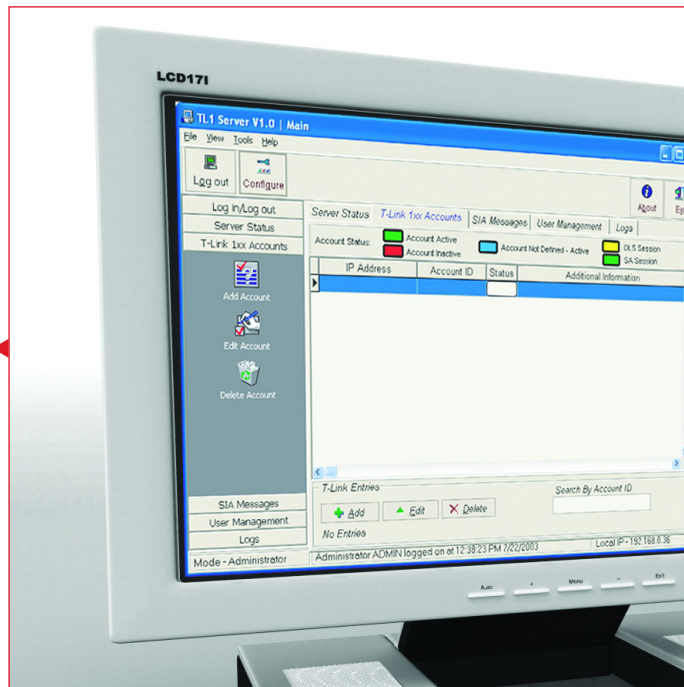 LCD17I
TL1 Server V1.0 | Main
File View Tools Help
Log out Configure About
Log in/Log out
Server Status
T-Link 1xx Accounts
Add Account
Edit Account
Delete Account
SIA Messages
User Management
Logs
Mode - Administrator
Server Status T-Link 1xx Accounts SIA Messages User Management Logs
Account Status: Account Active Account Not Defined - Active DLS Session
Account Inactive SA Session
IP Address Account ID Status Additional Information
T-Link Entries Search By Account ID
Add Edit Delete
No Entries
Administrator ADMIN logged on at 12:38:23 PM 7/22/2003 Local IP - 192.168.8.36
Auto + Menu - Exit